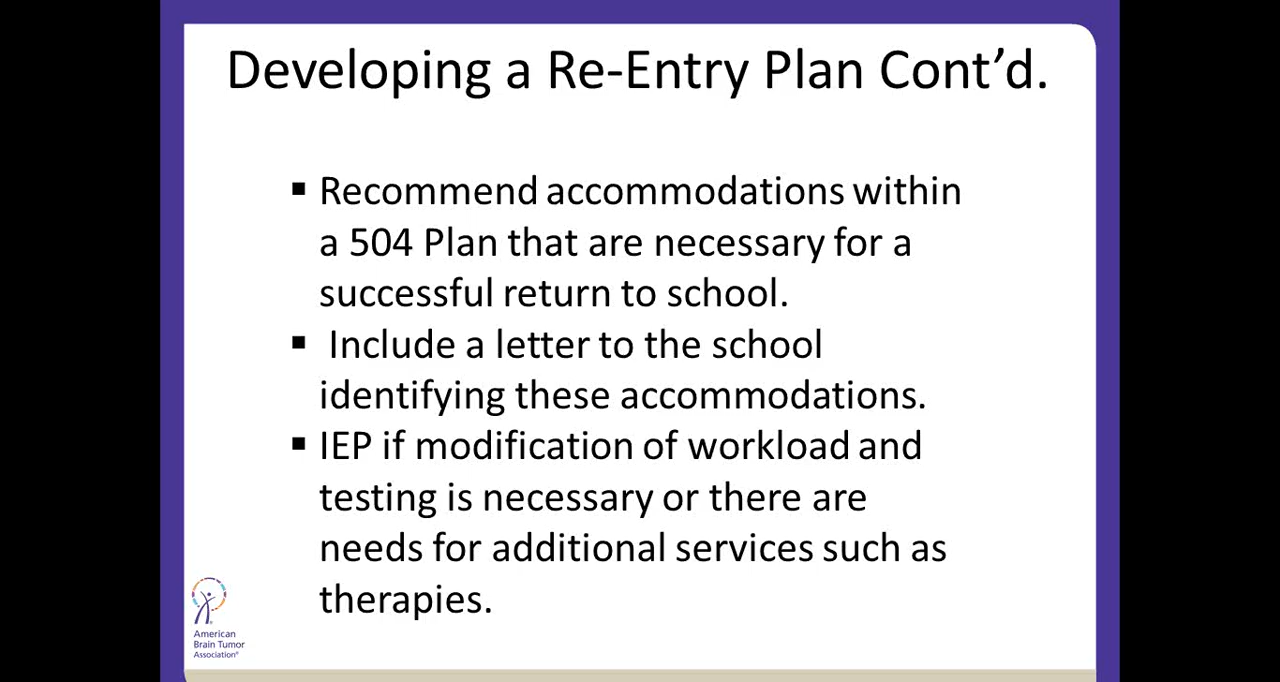 Developing a Re-Entry Plan Cont’d.
▪ Recommend accommodations within
a 504 Plan that are necessary for a
successful return to school.
▪ Include a letter to the school
identifying these accommodations.
▪ IEP if modification of workload and
testing is necessary or there are
needs for additional services such as
therapies.
American
Brain Tumor
Association®